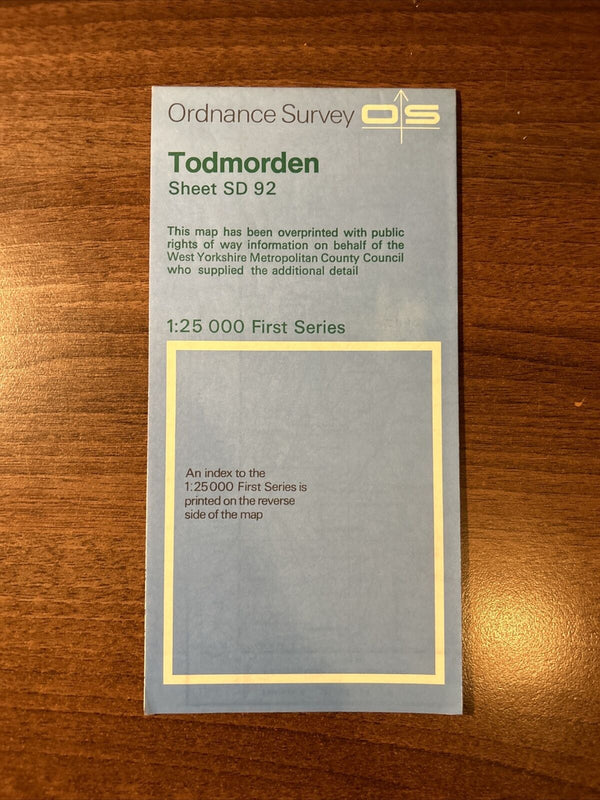 Ordnance Survey OS
Todmorden
Sheet SD 92
This map has been overprinted with public
rights of way information on behalf of the
West Yorkshire Metropolitan County Council
who supplied the additional detail
1:25 000 First Series
An index to the
1:25 000 First Series is
printed on the reverse
side of the map